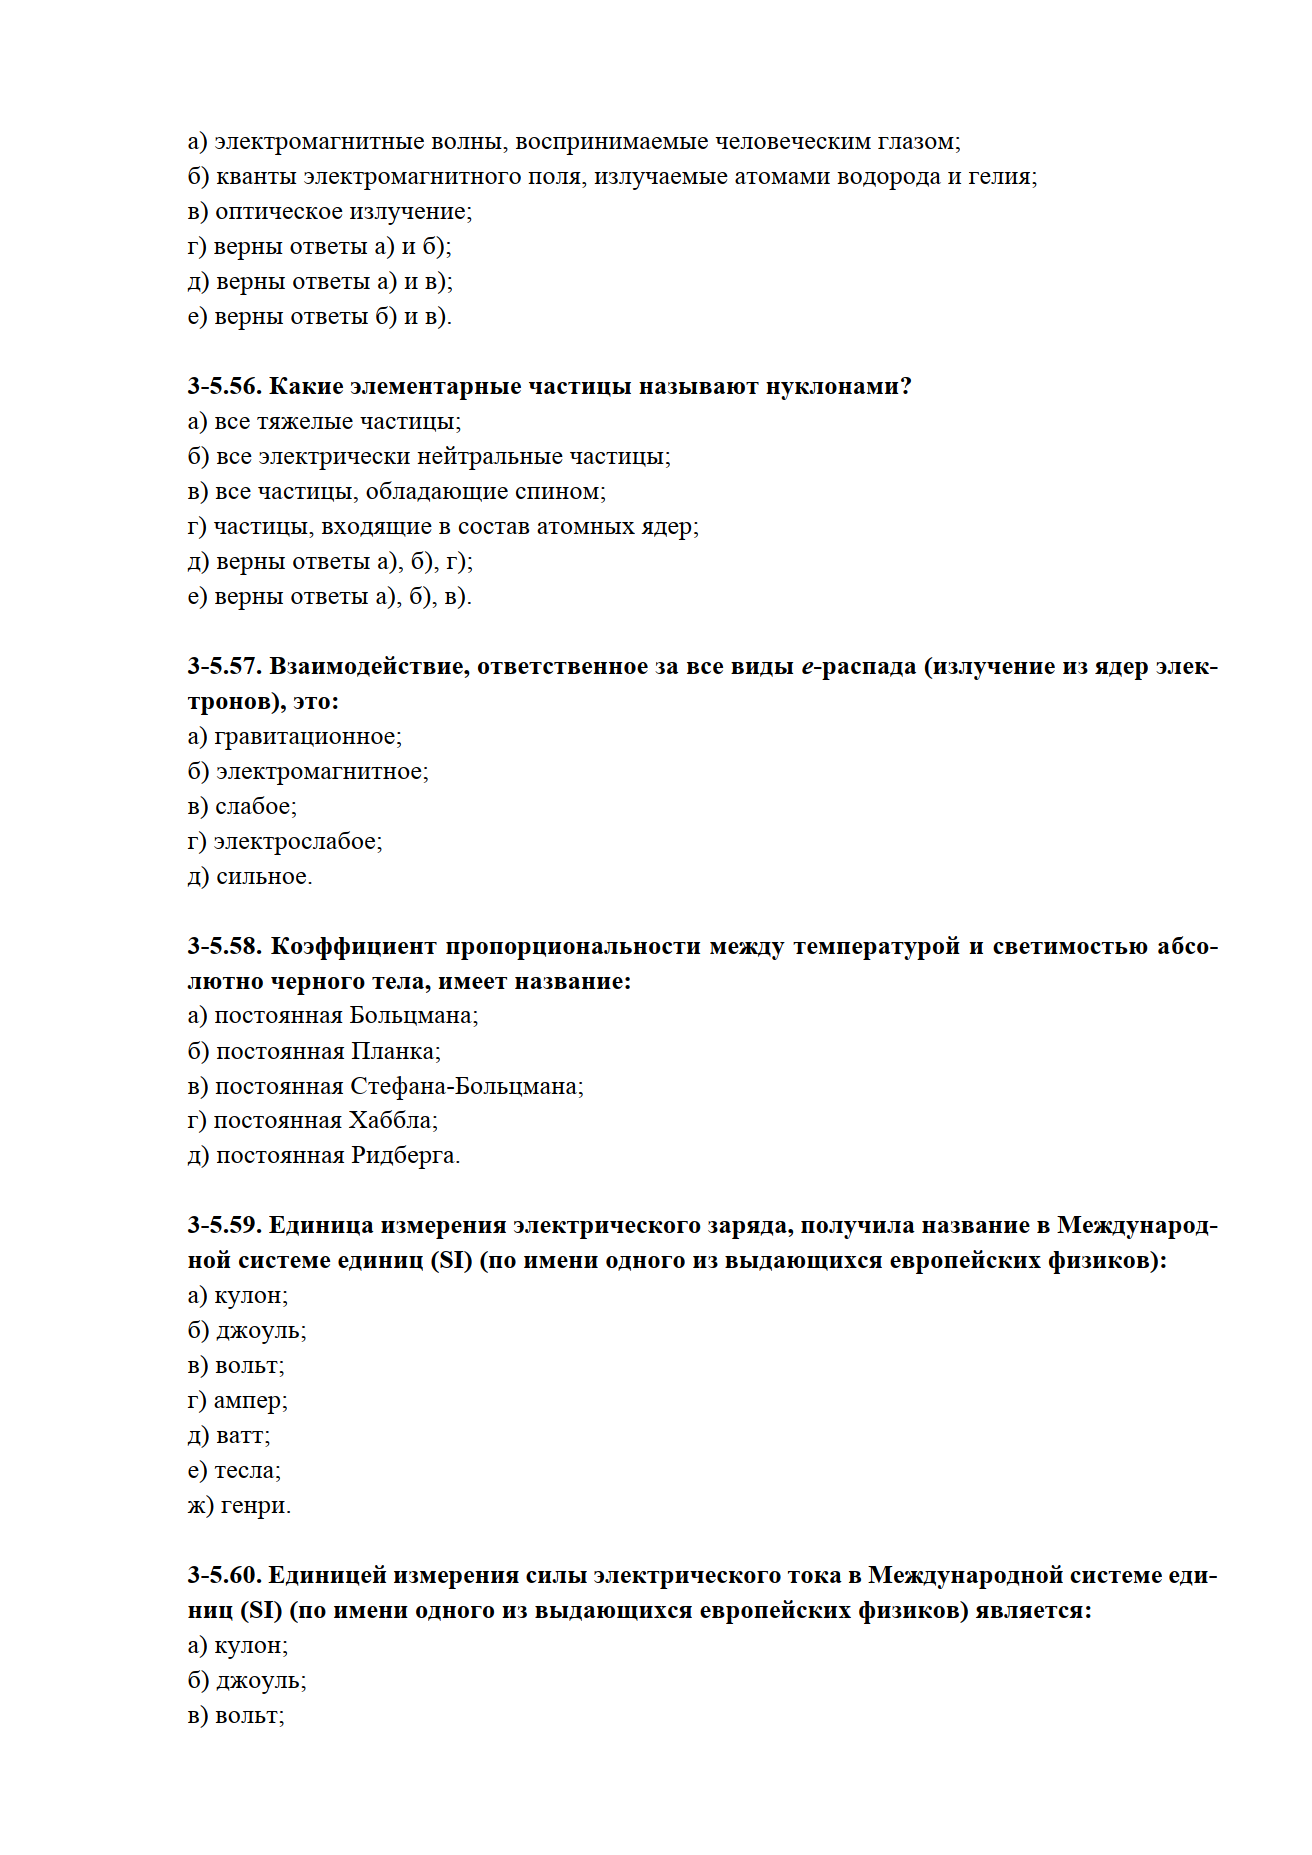 а) электромагнитные волны, воспринимаемые человеческим глазом;
б) кванты электромагнитного поля, излучаемые атомами водорода и гелия;
в) оптическое излучение;
г) верны ответы а) и б);
д) верны ответы а) и в);
е) верны ответы б) и в).
3-5.56. Какие элементарные частицы называют нуклонами?
а) все тяжелые частицы;
б) все электрически нейтральные частицы;
в) все частицы, обладающие спином;
г) частицы, входящие в состав атомных ядер;
д) верны ответы а), б), г);
е) верны ответы а), б), в).
3-5.57. Взаимодействие, ответственное за все виды е-распада (излучение из ядер элек-
тронов), это:
а) гравитационное;
б) электромагнитное;
в) слабое;
г) электрослабое;
д) сильное.
3-5.58. Коэффициент пропорциональности между температурой и светимостью абсо-
лютно черного тела, имеет название:
а) постоянная Больцмана;
б) постоянная Планка;
в) постоянная Стефана-Больцмана;
г) постоянная Хаббла;
д) постоянная Ридберга.
3-5.59. Единица измерения электрического заряда, получила название в Международ-
ной системе единиц (SI) (по имени одного из выдающихся европейских физиков):
а) кулон;
б) джоуль;
в) вольт;
г) ампер;
д) ватт;
е) тесла;
ж) генри.
3-5.60. Единицей измерения силы электрического тока в Международной системе еди-
ниц (SI) (по имени одного из выдающихся европейских физиков) является:
а) кулон;
б) джоуль;
в) вольт;